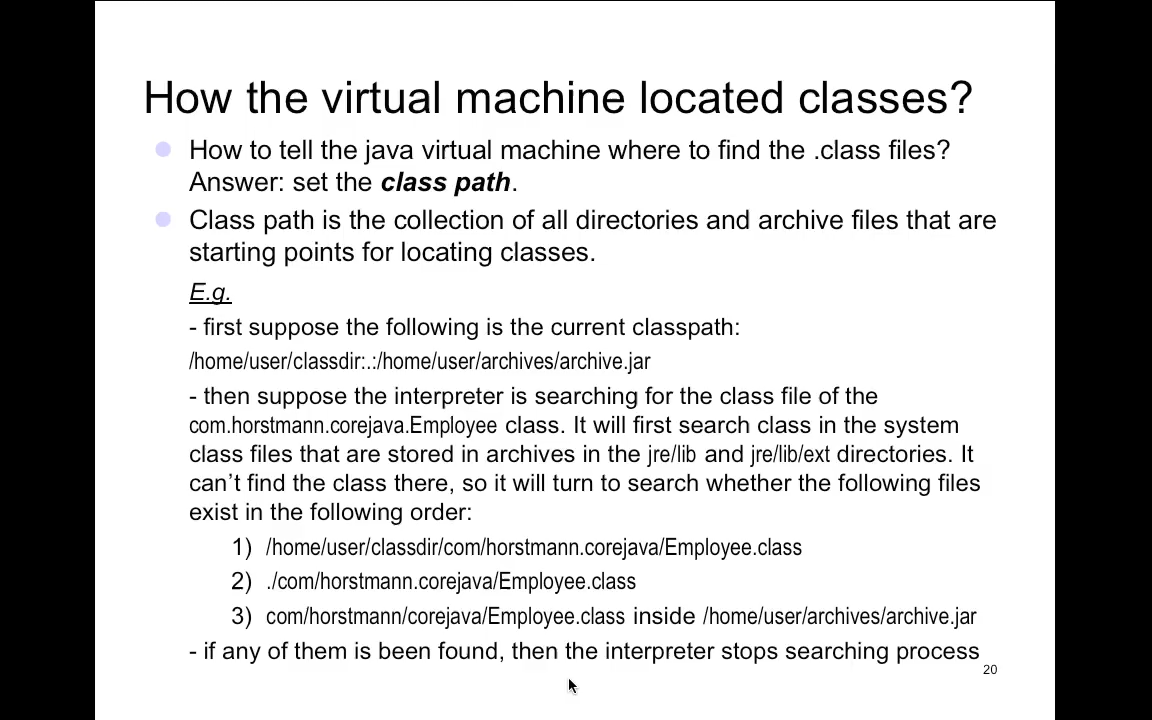 How the virtual machine located classes?
How to tell the java virtual machine where to find the .class files?
Answer: set the class path.
Class path is the collection of all directories and archive files that are
starting points for locating classes.
E.g.
- first suppose the following is the current classpath:
/home/user/classdir:.:/home/user/archives/archive.jar
- then suppose the interpreter is searching for the class file of the
com.horstmann.corejava.Employee class. It will first search class in the system
class files that are stored in archives in the jre/lib and jre/lib/ext directories. It
can’t find the class there, so it will turn to search whether the following files
exist in the following order:
1) /home/user/classdir/com/horstmann.corejava/Employee.class
2) ./com/horstmann.corejava/Employee.class
3) com/horstmann/corejava/Employee.class inside /home/user/archives/archive.jar
- if any of them is been found, then the interpreter stops searching process
20